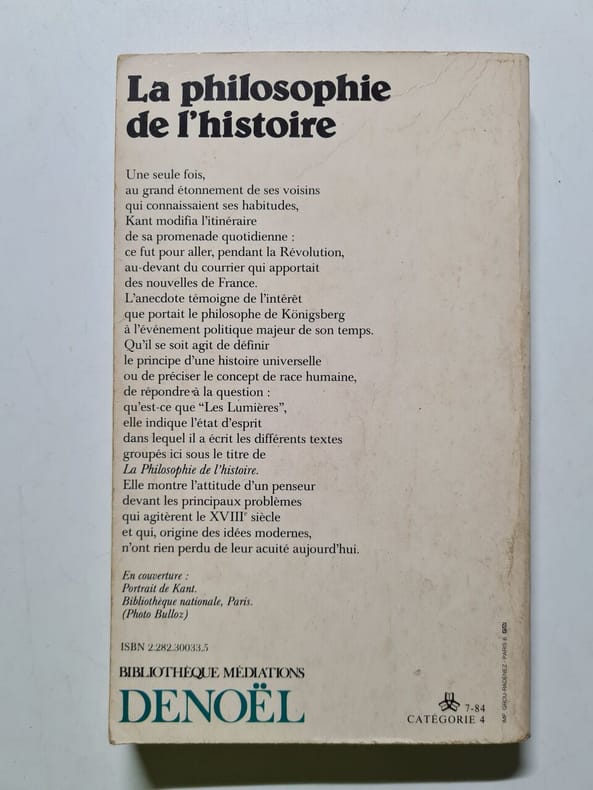 La philosophie
de l'histoire
Une seule fois,
au grand étonnement de ses voisins
qui connaissaient ses habitudes,
Kant modifia l'itinéraire
de sa promenade quotidienne :
ce fut pour aller, pendant la Révolution,
au-devant du courrier qui apportait
des nouvelles de France.
L'anecdote témoigne de l'intérêt
que portait le philosophe de Königsberg
à l'événement politique majeur de son temps.
Qu'il se soit agit de définir
le principe d'une histoire universelle
ou de préciser le concept de race humaine,
de répondre à la question :
qu'est-ce que “Les Lumières”,
elle indique l'état d'esprit
dans lequel il a écrit les différents textes
groupés ici sous le titre de
La Philosophie de l'histoire.
Elle montre l'attitude d'un penseur
devant les principaux problèmes
qui agitèrent le XVIIIe siècle
et qui, origine des idées modernes,
n'ont rien perdu de leur acuité aujourd'hui.
En couverture :
Portrait de Kant.
Bibliothèque nationale, Paris.
(Photo Bulloz)
ISBN 2.282.30033.5
BIBLIOTHÈQUE MÉDIATIONS
DENOËL
7-84
CATÉGORIE 4
IMP. GROU-RADENEZ - PARIS 6